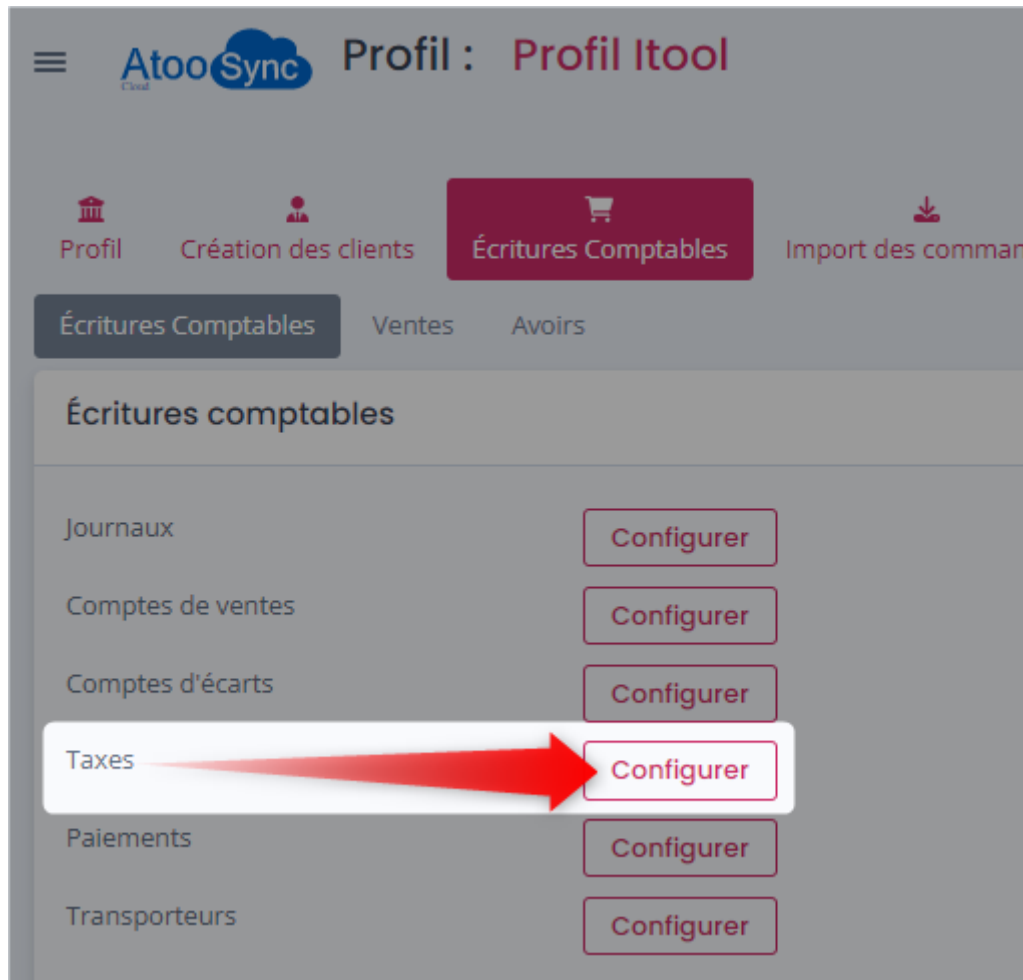 AtooSync Profil : Profil Itool
Cloud
Profil Création des clients Écritures Comptables Import des comman
Écritures Comptables Ventes Avoirs
Écritures comptables
Journaux Configurer
Comptes de ventes Configurer
Comptes d'écarts Configurer
Taxes Configurer
Paiements Configurer
Transporteurs Configurer